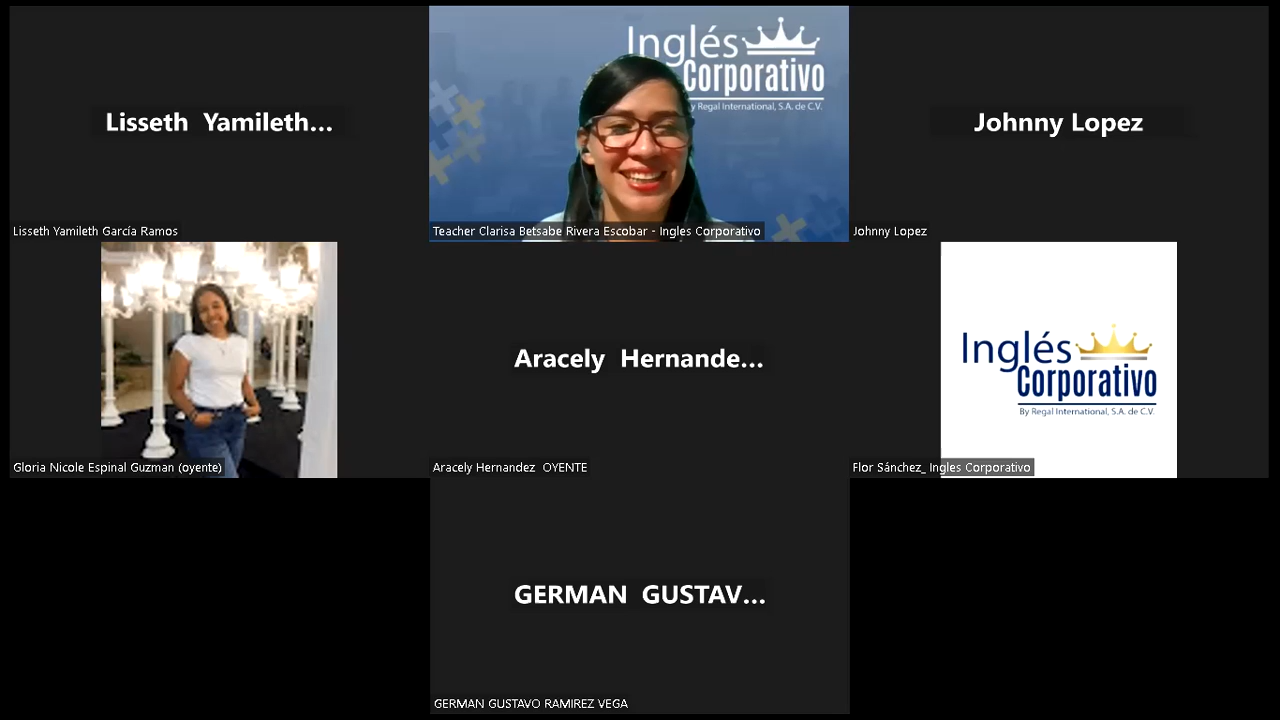 Lisseth Yamileth...
Lisseth Yamileth García Ramos
Inglés
Corporativo
y Regal International, S.A. de C.V.
Teacher Clarisa Betsabe Rivera Escobar - Ingles Corporativo
Johnny Lopez
Johnny Lopez
Gloria Nicole Espinal Guzman (oyente)
Aracely Hernande...
Aracely Hernandez OYENTE
Inglés
Corporativo
By Regal International, S.A. de C.V.
Flor Sánchez_ Ingles Corporativo
GERMAN GUSTAV...
GERMAN GUSTAVO RAMIREZ VEGA